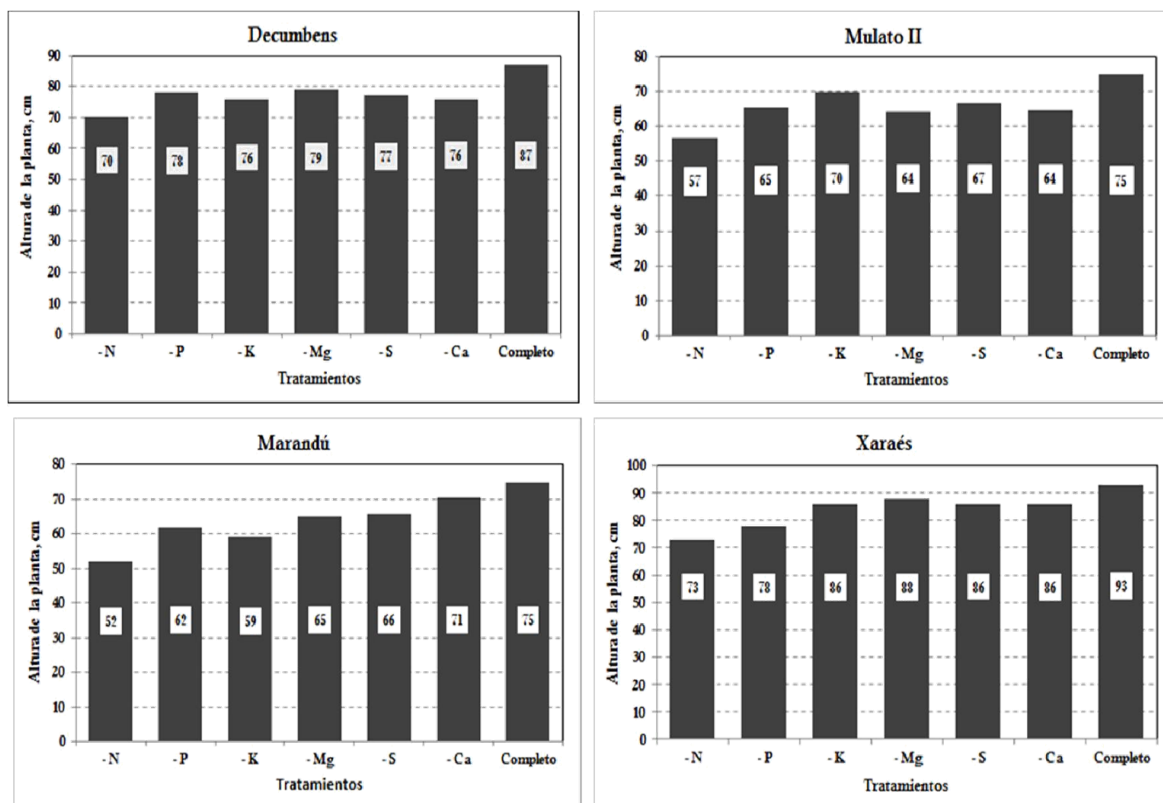 Decumbens
Altura de la planta, cm
90
80
70
60
50
40
30
20
10
0
70
78
76
79
77
76
87
- N
- P
- K
- Mg
- S
- Ca
Completo
Tratamientos
Mulato II
Altura de la planta, cm
80
70
60
50
40
30
20
10
0
57
65
70
64
67
64
75
- N
- P
- K
- Mg
- S
- Ca
Completo
Tratamientos
Marandú
Altura de la planta, cm
80
70
60
50
40
30
20
10
0
52
62
59
65
66
71
75
- N
- P
- K
- Mg
- S
- Ca
Completo
Tratamientos
Xaraés
Altura de la planta, cm
100
90
80
70
60
50
40
30
20
10
0
73
78
86
88
86
86
93
- N
- P
- K
- Mg
- S
- Ca
Completo
Tratamientos